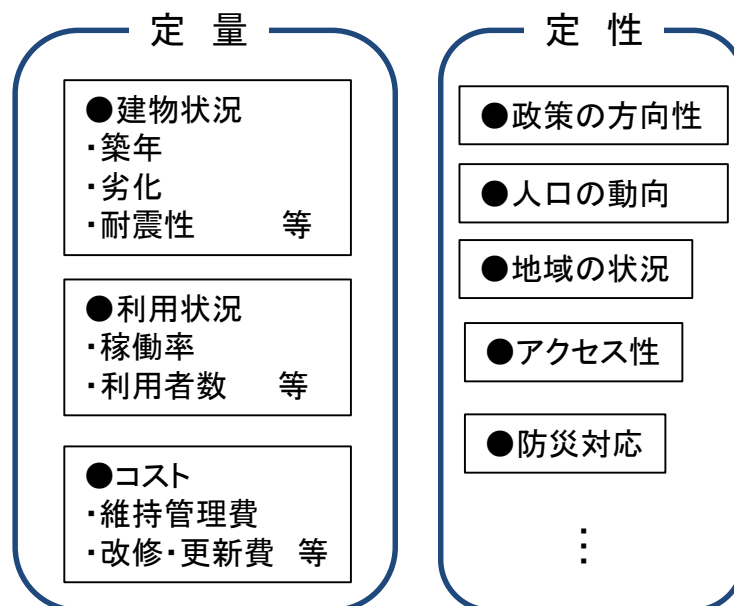 定 量
●建物状況
・築年
・劣化
・耐震性 等
●利用状況
・稼働率
・利用者数 等
●コスト
・維持管理費
・改修・更新費 等
定 性
●政策の方向性
●人口の動向
●地域の状況
●アクセス性
●防災対応
⋮